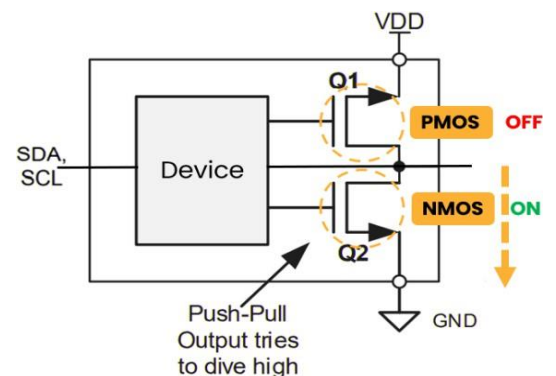 VDD
Q1
PMOS OFF
SDA,
SCL
Device
NMOS ON
Q2
Push-Pull
Output tries
to dive high
GND